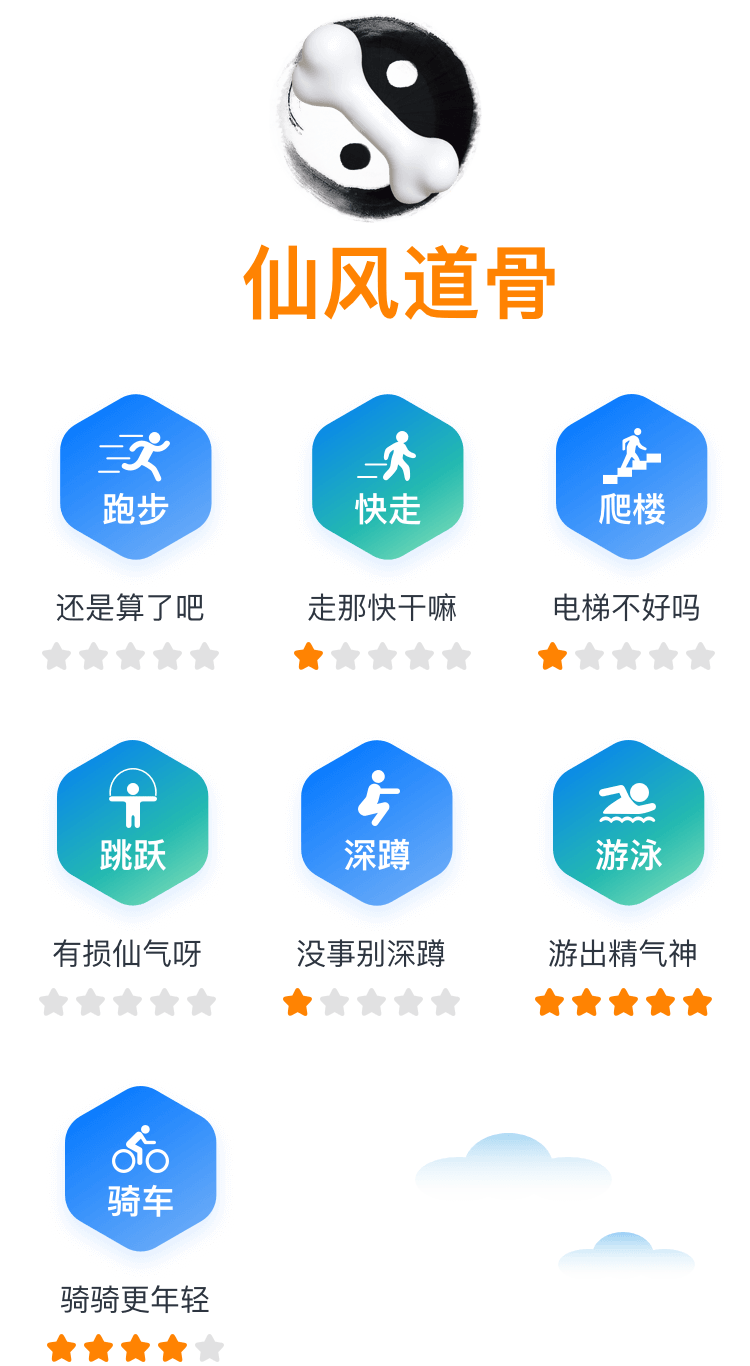 仙风道骨
跑步
快走
爬楼
还是算了吧
走那快干嘛
电梯不好吗
跳跃
深蹲
游泳
有损仙气呀
没事别深蹲
游出精气神
骑车
骑骑更年轻